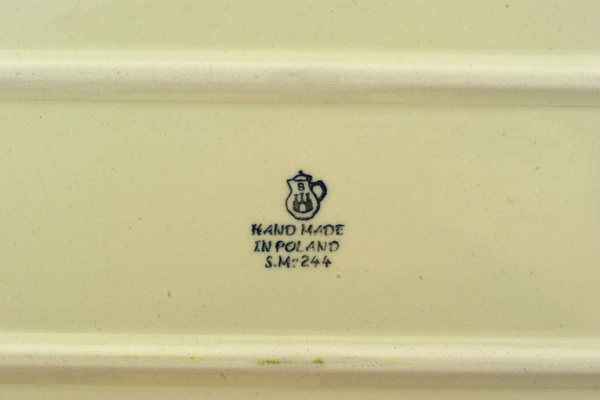 B
HAND MADE
IN POLAND
S.M: 244